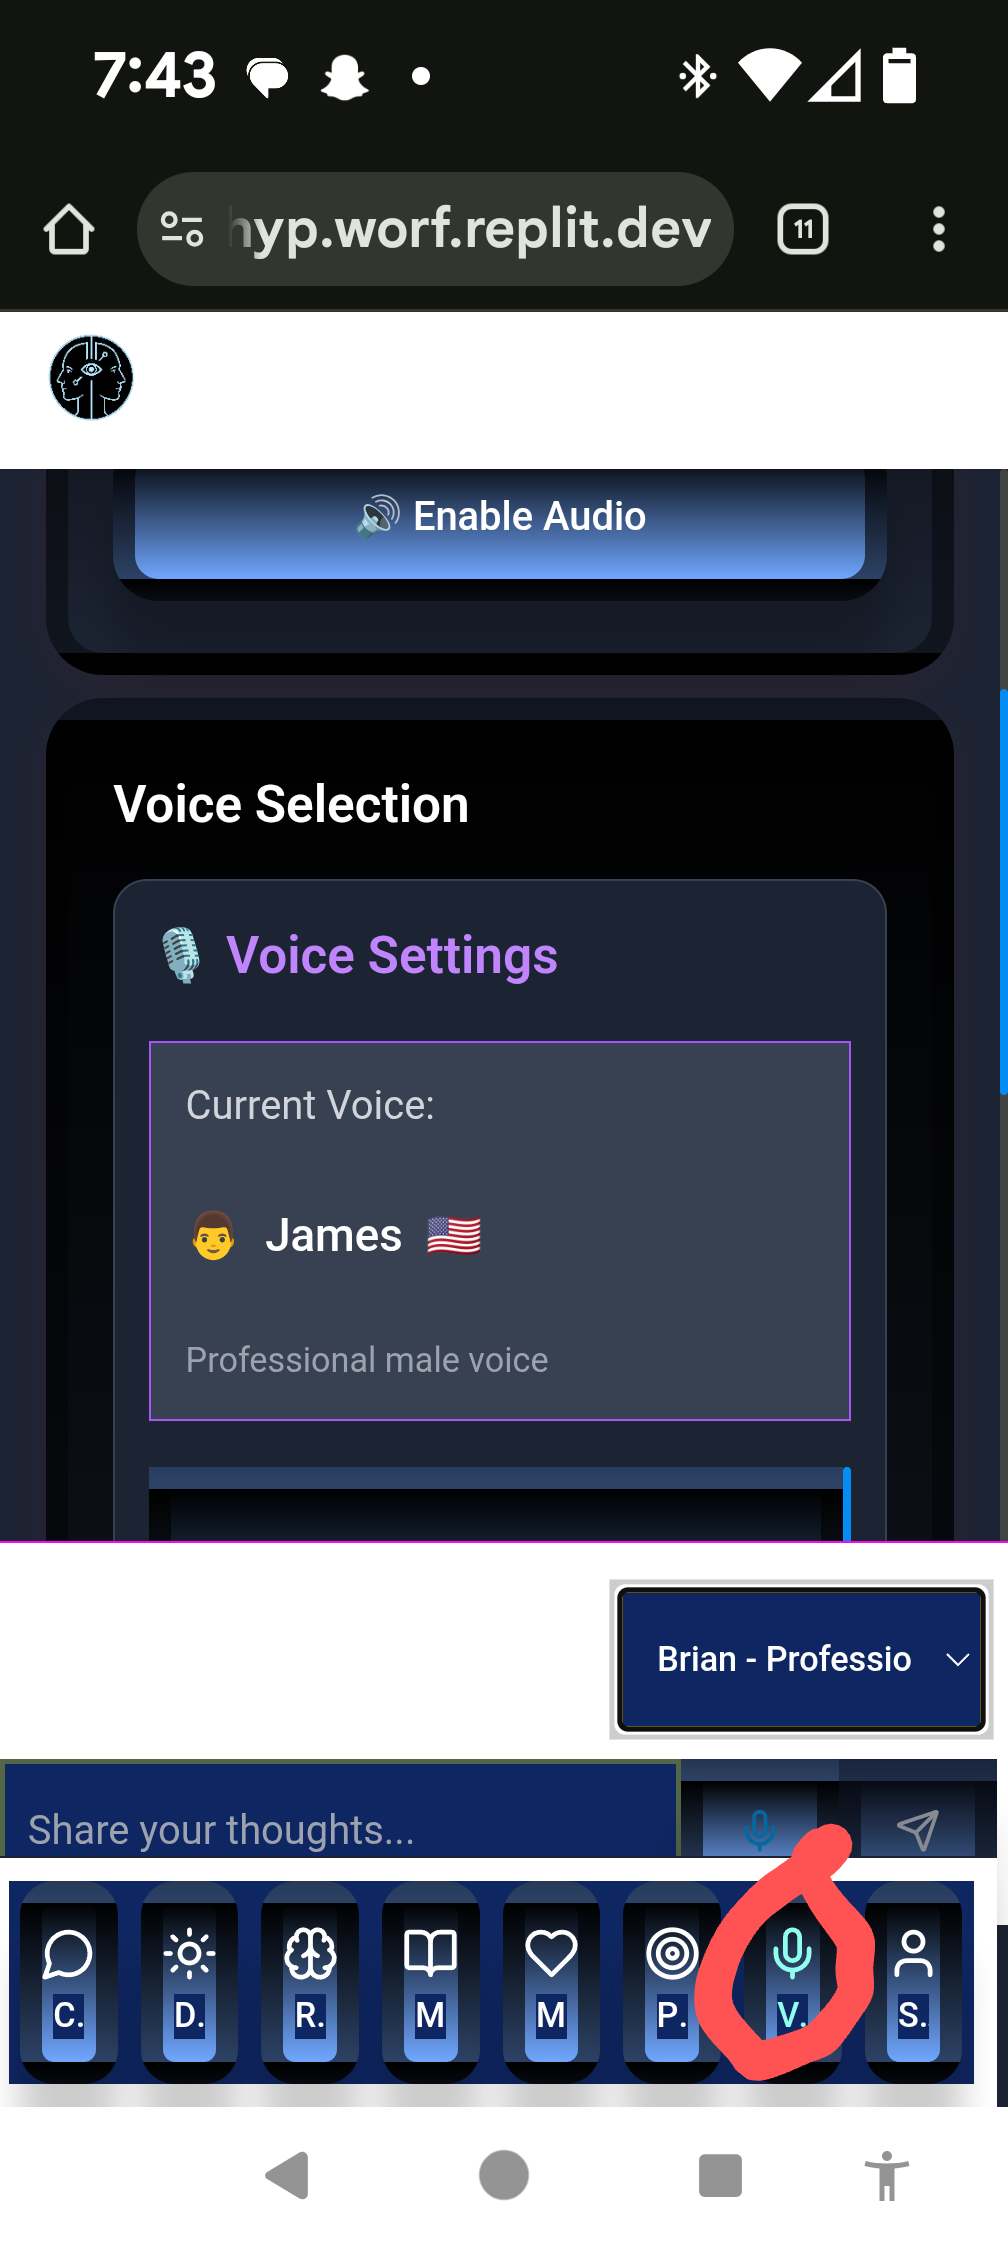 7:43
hyp.worf.replit.dev
11
Enable Audio
Voice Selection
Voice Settings
Current Voice:
James
Professional male voice
Brian - Professio
Share your thoughts...
C. D. R. M M P. V. S.